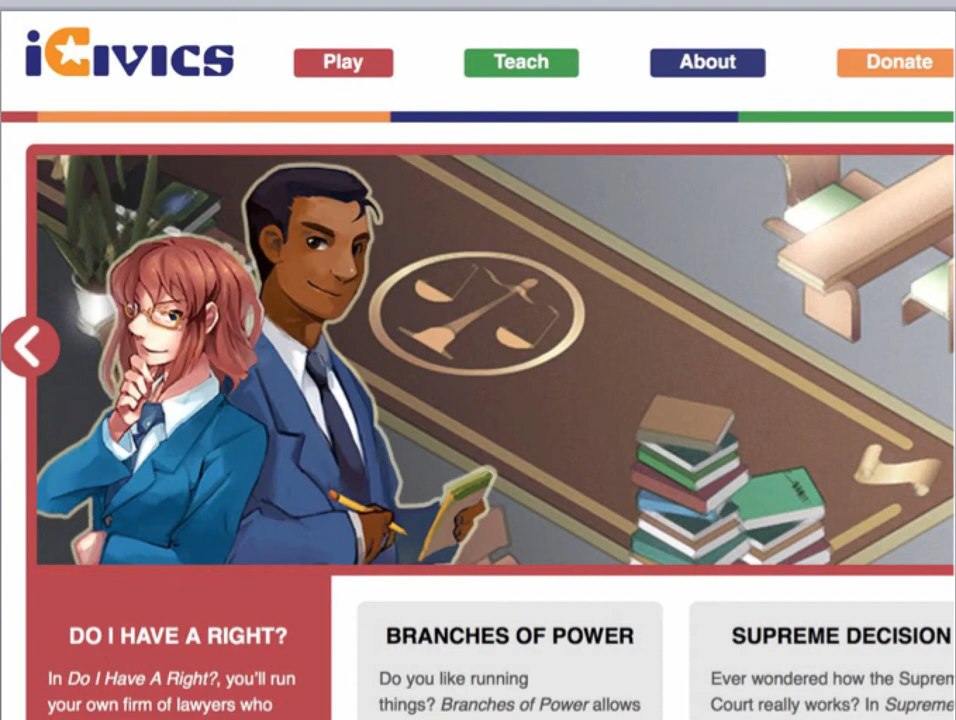 iCIVICS
Play
Teach
About
Donate
DO I HAVE A RIGHT?
In Do I Have A Right?, you'll run
your own firm of lawyers who
BRANCHES OF POWER
Do you like running
things? Branches of Power allows
SUPREME DECISION
Ever wondered how the Suprem
Court really works? In Supreme